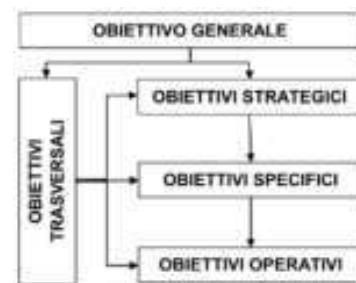 OBIETTIVO GENERALE
OBIETTIVI
TRASVERSALI
OBIETTIVI STRATEGICI
OBIETTIVI SPECIFICI
OBIETTIVI OPERATIVI